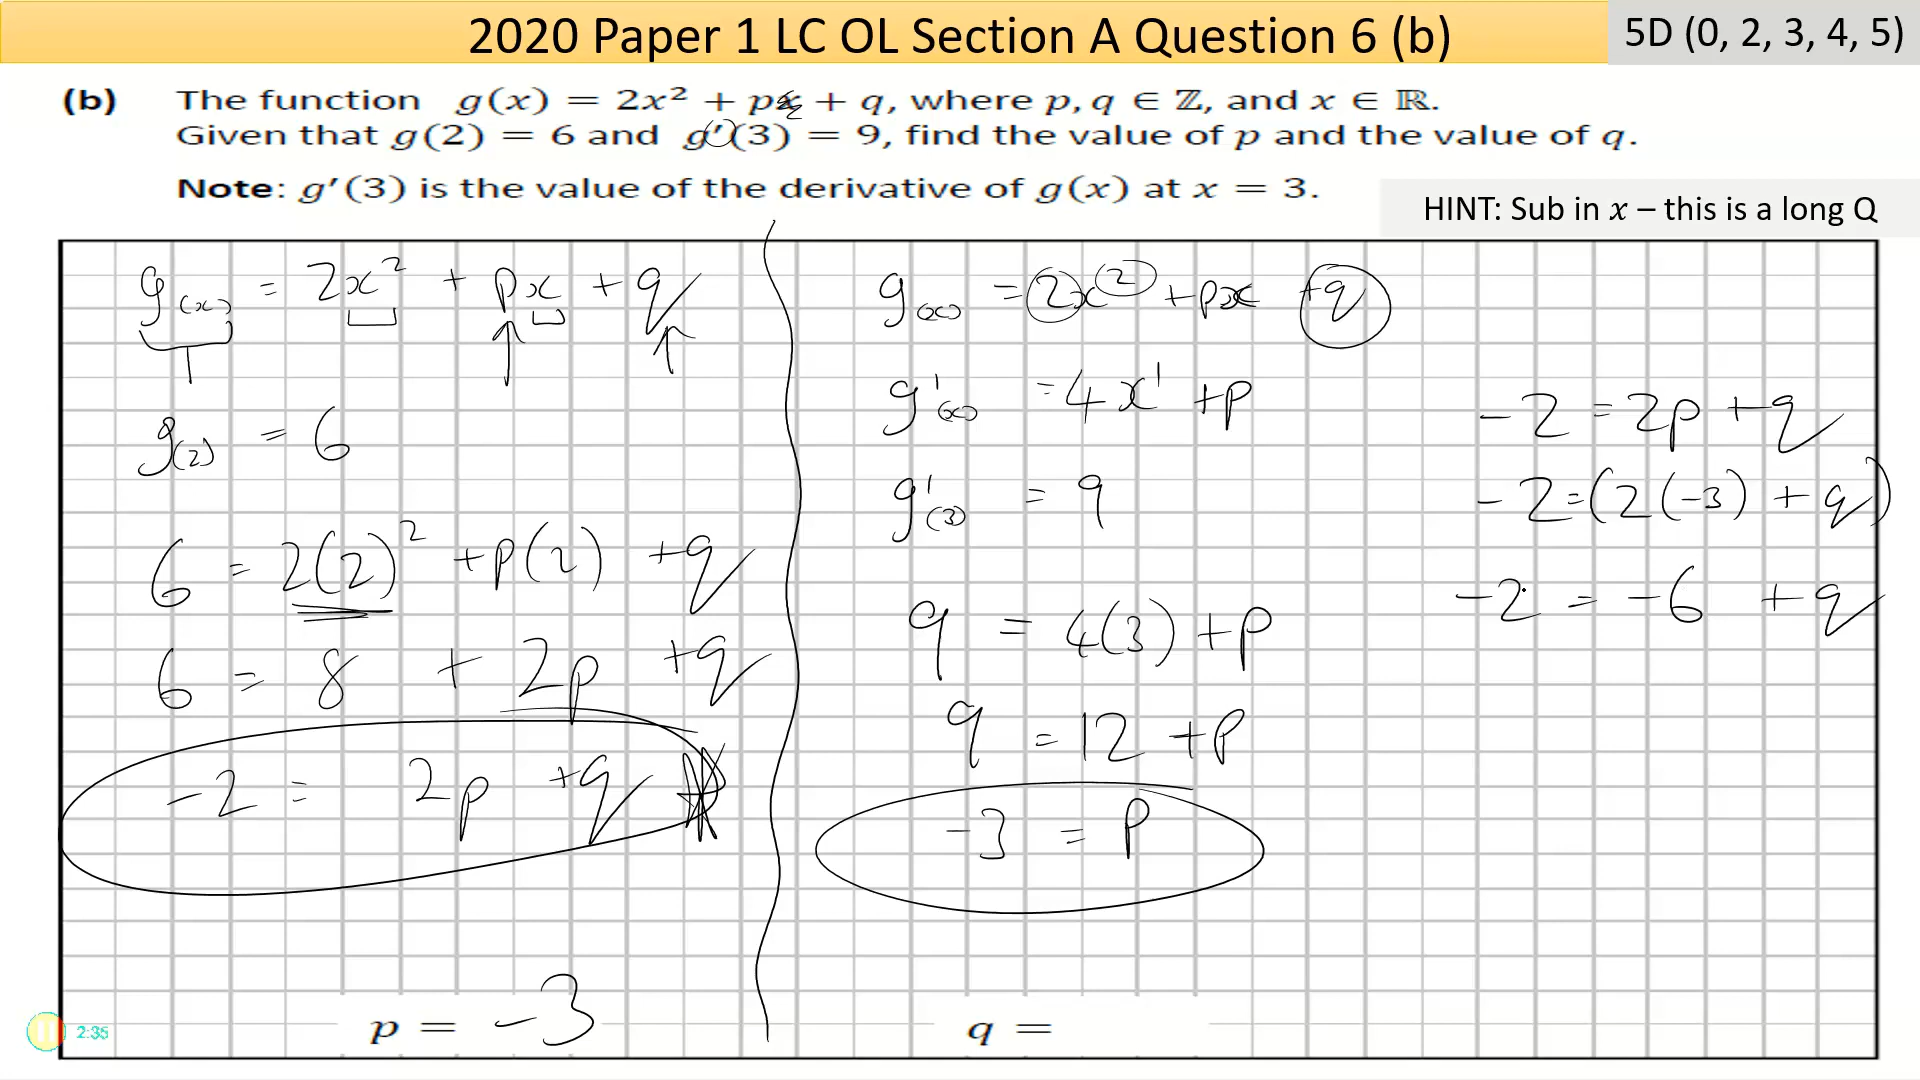 2020 Paper 1 LC OL Section A Question 6 (b)
5D (0, 2, 3, 4, 5)
(b) The function g(x) = 2x² + px + q, where p, q ∈ ℤ, and x ∈ ℝ.
Given that g(2) = 6 and g′(3) = 9, find the value of p and the value of q.
Note: g′(3) is the value of the derivative of g(x) at x = 3.
HINT: Sub in x – this is a long Q
g(x) = 2x² + px + q
g(2) = 6
6 = 2(2)² + p(2) + q
6 = 8 + 2p + q
-2 = 2p + q
g(x) = 2x² + px + q
g'(x) = 4x¹ + p
g'(3) = 9
9 = 4(3) + p
9 = 12 + p
-3 = p
-2 = 2p + q
-2 = (2(-3) + q)
-2 = -6 + q
p = -3
q =
2:35